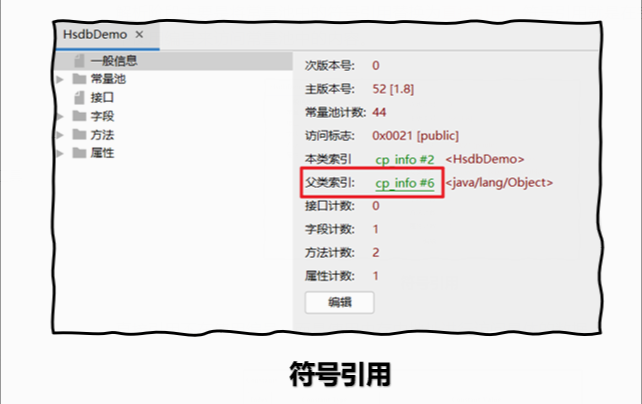 HsdbDemo ×
一般信息
常量池
接口
字段
方法
属性
次版本号: 0
主版本号: 52 [1.8]
常量池计数: 44
访问标志: 0x0021 [public]
本类索引 cp_info #2 <HsdbDemo>
父类索引: cp_info #6 <java/lang/Object>
接口计数: 0
字段计数: 1
方法计数: 2
属性计数: 1
编辑
符号引用